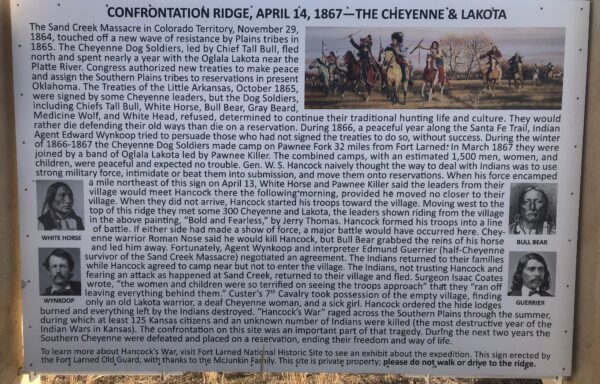 CONFRONTATION RIDGE, APRIL 14, 1867—THE CHEYENNE & LAKOTA
The Sand Creek Massacre in Colorado Territory, November 29,
1864, touched off a new wave of resistance by Plains tribes in
1865. The Cheyenne Dog Soldiers, led by Chief Tall Bull, fled
north and spent nearly a year with the Oglala Lakota near the
Platte River. Congress authorized new treaties to make peace
and assign the Southern Plains tribes to reservations in present
Oklahoma. The Treaties of the Little Arkansas, October 1865,
were signed by some Cheyenne leaders, but the Dog Soldiers,
including Chiefs Tall Bull, White Horse, Bull Bear, Gray Beard,
Medicine Wolf, and White Head, refused, determined to continue their traditional hunting life and culture. They would
rather die defending their old ways than die on a reservation. During 1866, a peaceful year along the Santa Fe Trail, Indian
Agent Edward Wynkoop tried to persuade those who had not signed the treaties to do so, without success. During the winter
of 1866-1867 the Cheyenne Dog Soldiers made camp on Pawnee Fork 32 miles from Fort Larned. In March 1867 they were
joined by a band of Oglala Lakota led by Pawnee Killer. The combined camps, with an estimated 1,500 men, women, and
children, were peaceful and expected no trouble. Gen. W. S. Hancock naively thought the way to deal with Indians was to use
strong military force, intimidate or beat them into submission, and move them onto reservations. When his force encamped
a mile northeast of this sign on April 13, White Horse and Pawnee Killer said the leaders from their
village would meet Hancock there the following morning, provided he moved no closer to their
village. When they did not arrive, Hancock started his troops toward the village. Moving west to the
top of this ridge they met some 300 Cheyenne and Lakota, the leaders shown riding from the village
in the above painting, "Bold and Fearless," by Jerry Thomas. Hancock formed his troops into a line
of battle. If either side had made a show of force, a major battle would have occurred here. Chey-
enne warrior Roman Nose said he would kill Hancock, but Bull Bear grabbed the reins of his horse
and led him away. Fortunately, Agent Wynkoop and interpreter Edmund Guerrier (half-Cheyenne
survivor of the Sand Creek Massacre) negotiated an agreement. The Indians returned to their families
while Hancock agreed to camp near but not to enter the village. The Indians, not trusting Hancock and
fearing an attack as happened at Sand Creek, returned to their village and fled. Surgeon Isaac Coates
wrote, "the women and children were so terrified on seeing the troops approach" that they "ran off
leaving everything behind them." Custer's 7th Cavalry took possession of the empty village, finding
only an old Lakota warrior, a deaf Cheyenne woman, and a sick girl. Hancock ordered the hide lodges
burned and everything left by the Indians destroyed. "Hancock's War" raged across the Southern Plains through the summer,
during which at least 125 Kansas citizens and an unknown number of Indians were killed (the most destructive year of the
Indian Wars in Kansas). The confrontation on this site was an important part of that tragedy. During the next two years the
Southern Cheyenne were defeated and placed on a reservation, ending their freedom and way of life.
WHITE HORSE
WYNKOOP
BULL BEAR
GUERRIER
To learn more about Hancock's War, visit Fort Larned National Historic Site to see an exhibit about the expedition. This sign erected by
the Fort Larned Old Guard, with thanks to the McJunkin Family. This site is private property; please do not walk or drive to the ridge.